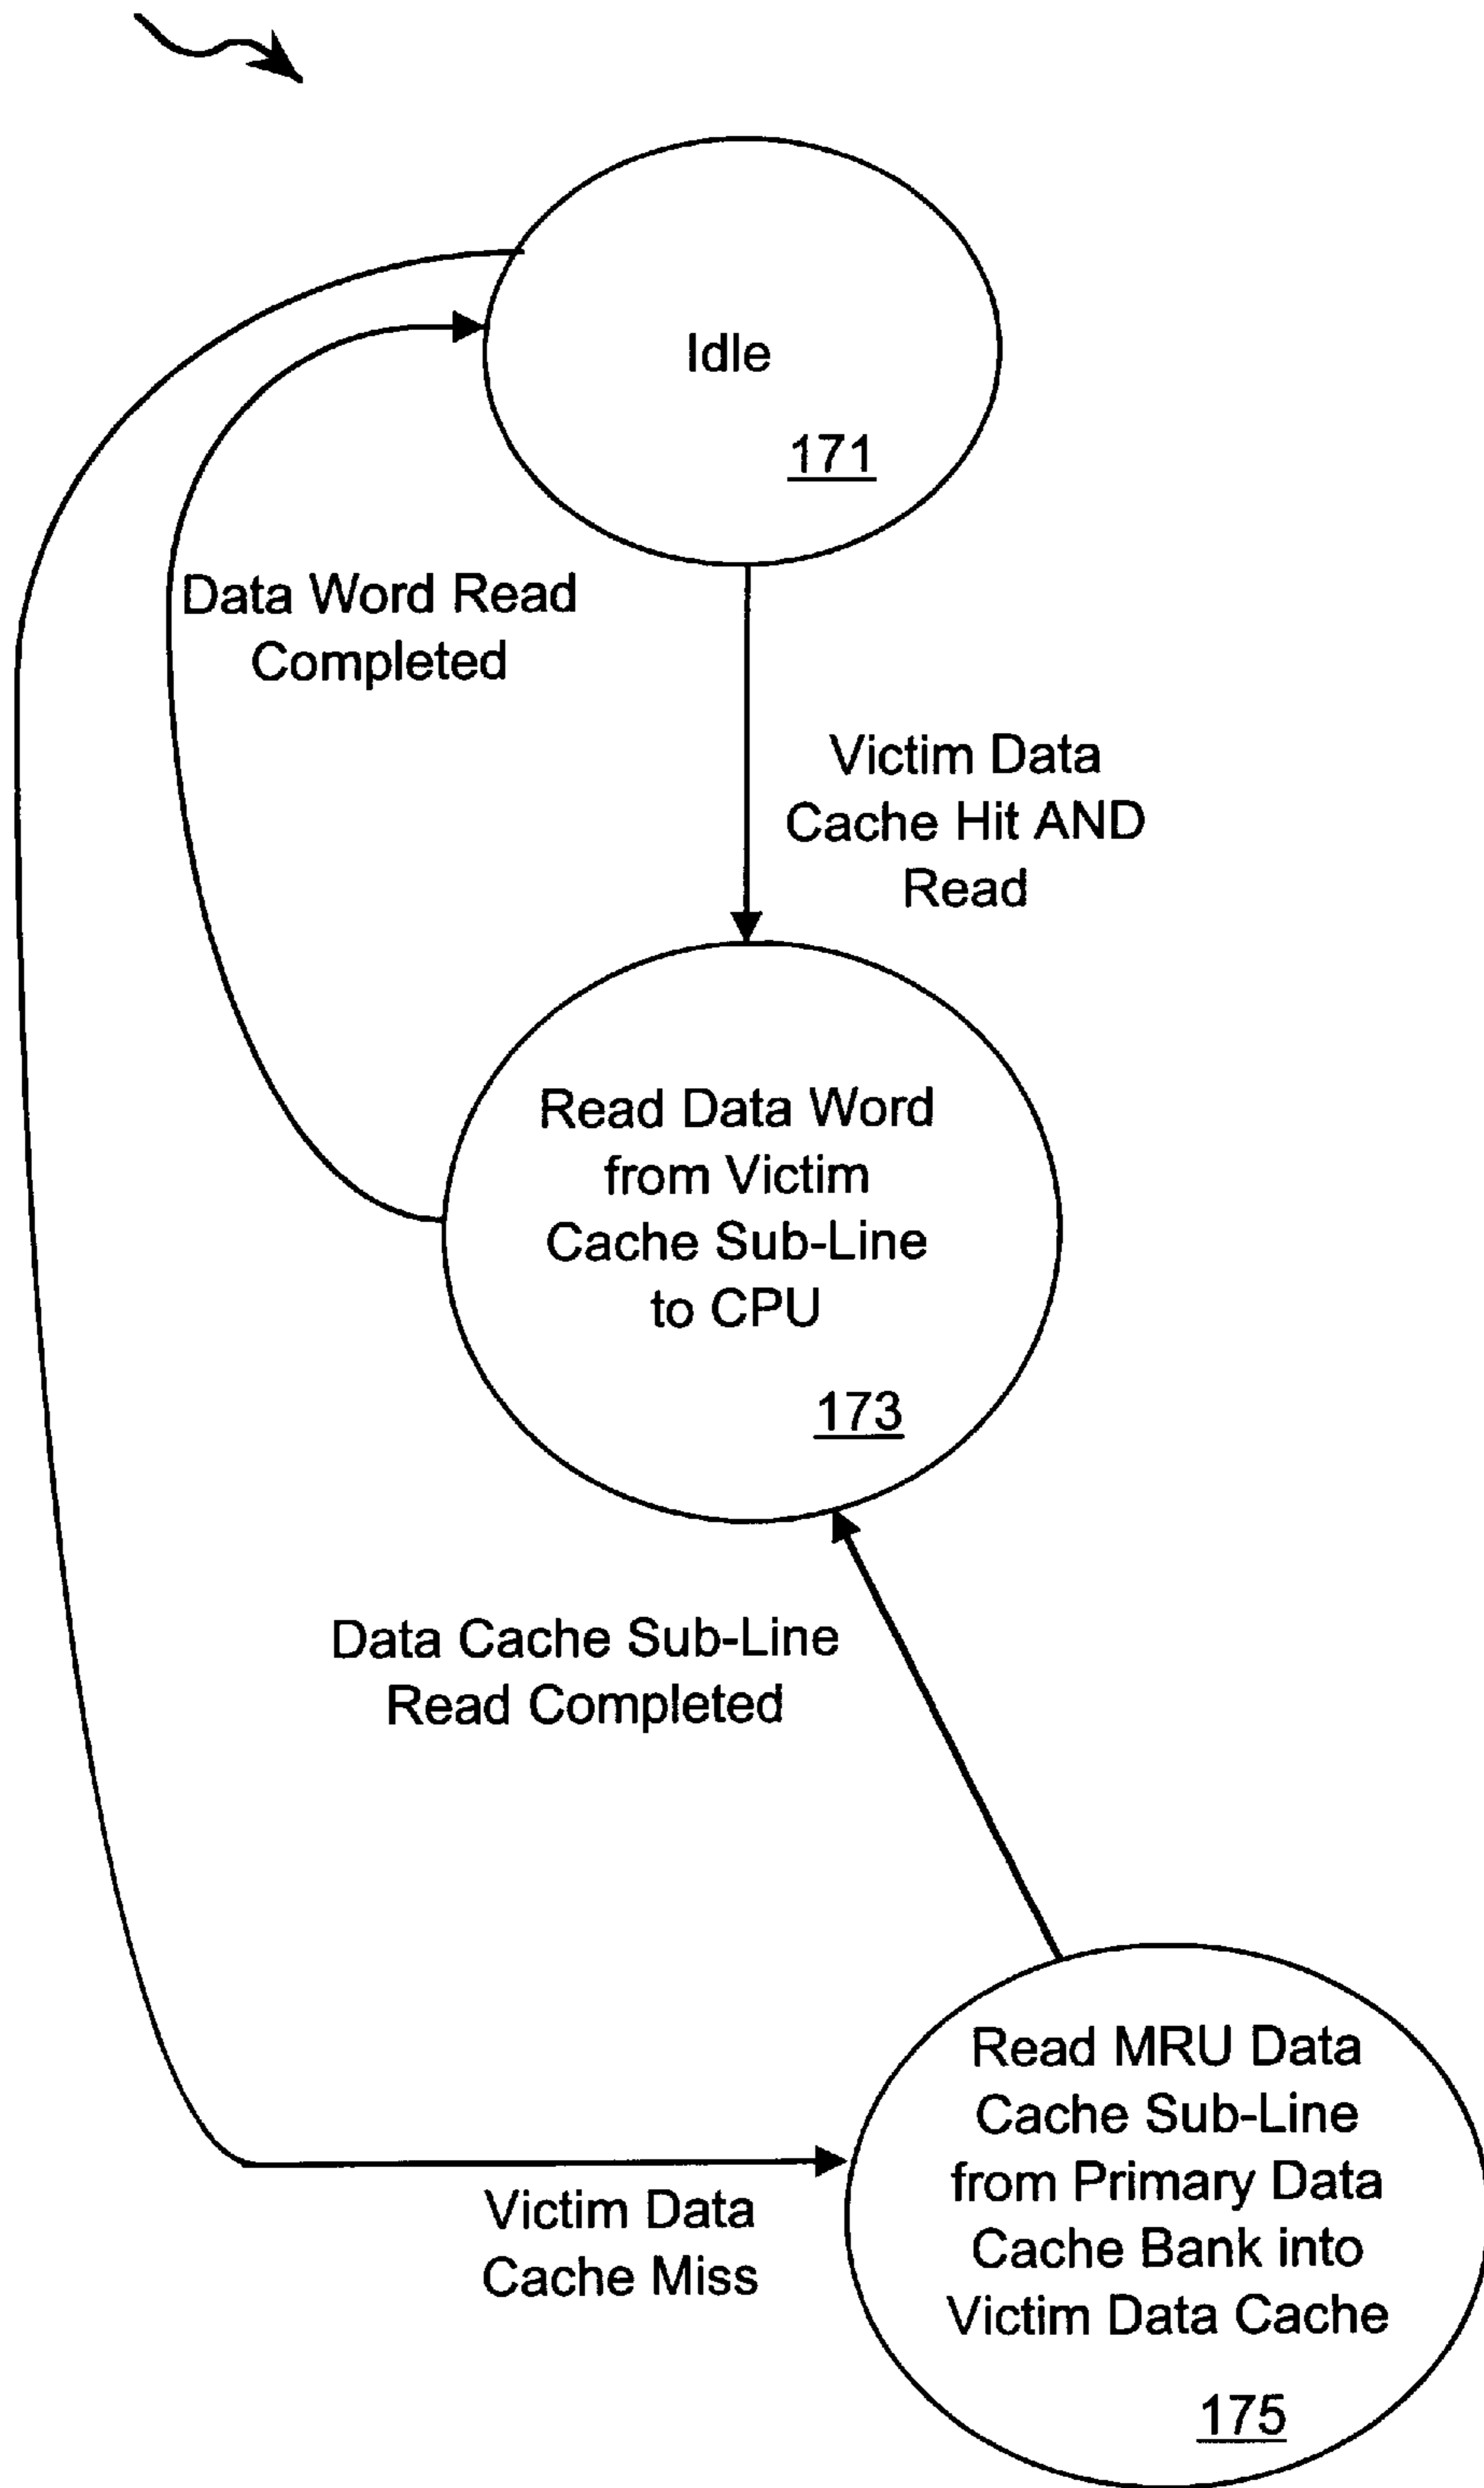 Idle
171
Data Word Read
Completed
Victim Data
Cache Hit AND
Read
Read Data Word
from Victim
Cache Sub-Line
to CPU
173
Data Cache Sub-Line
Read Completed
Read MRU Data
Cache Sub-Line
from Primary Data
Cache Bank into
Victim Data Cache
175
Victim Data
Cache Miss